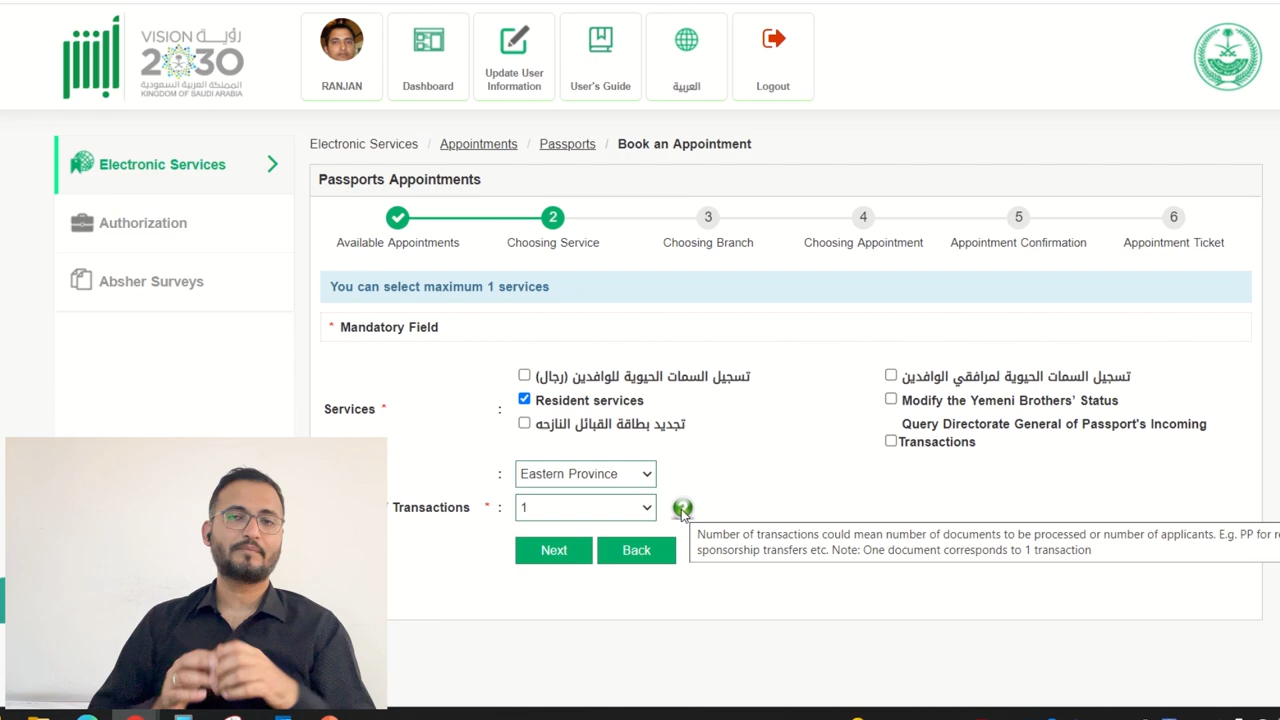 أبشر
VISION رؤيـــة
2030
المملكة العربية السعودية
KINGDOM OF SAUDI ARABIA
RANJAN
Dashboard
Update User
Information
User's Guide
العربية
Logout
Electronic Services
Authorization
Absher Surveys
Electronic Services / Appointments / Passports / Book an Appointment
Passports Appointments
2 3 4 5 6
Available Appointments Choosing Service Choosing Branch Choosing Appointment Appointment Confirmation Appointment Ticket
You can select maximum 1 services
* Mandatory Field
Services * :
تسجيل السمات الحيوية للوافدين (رجال)
تسجيل السمات الحيوية لمرافقي الوافدين
Resident services
Modify the Yemeni Brothers' Status
تجديد بطاقة القبائل النازحه
Query Directorate General of Passport's Incoming
Transactions
: Eastern Province
Transactions * : 1
Number of transactions could mean number of documents to be processed or number of applicants. E.g. PP for
sponsorship transfers etc. Note: One document corresponds to 1 transaction
Next Back